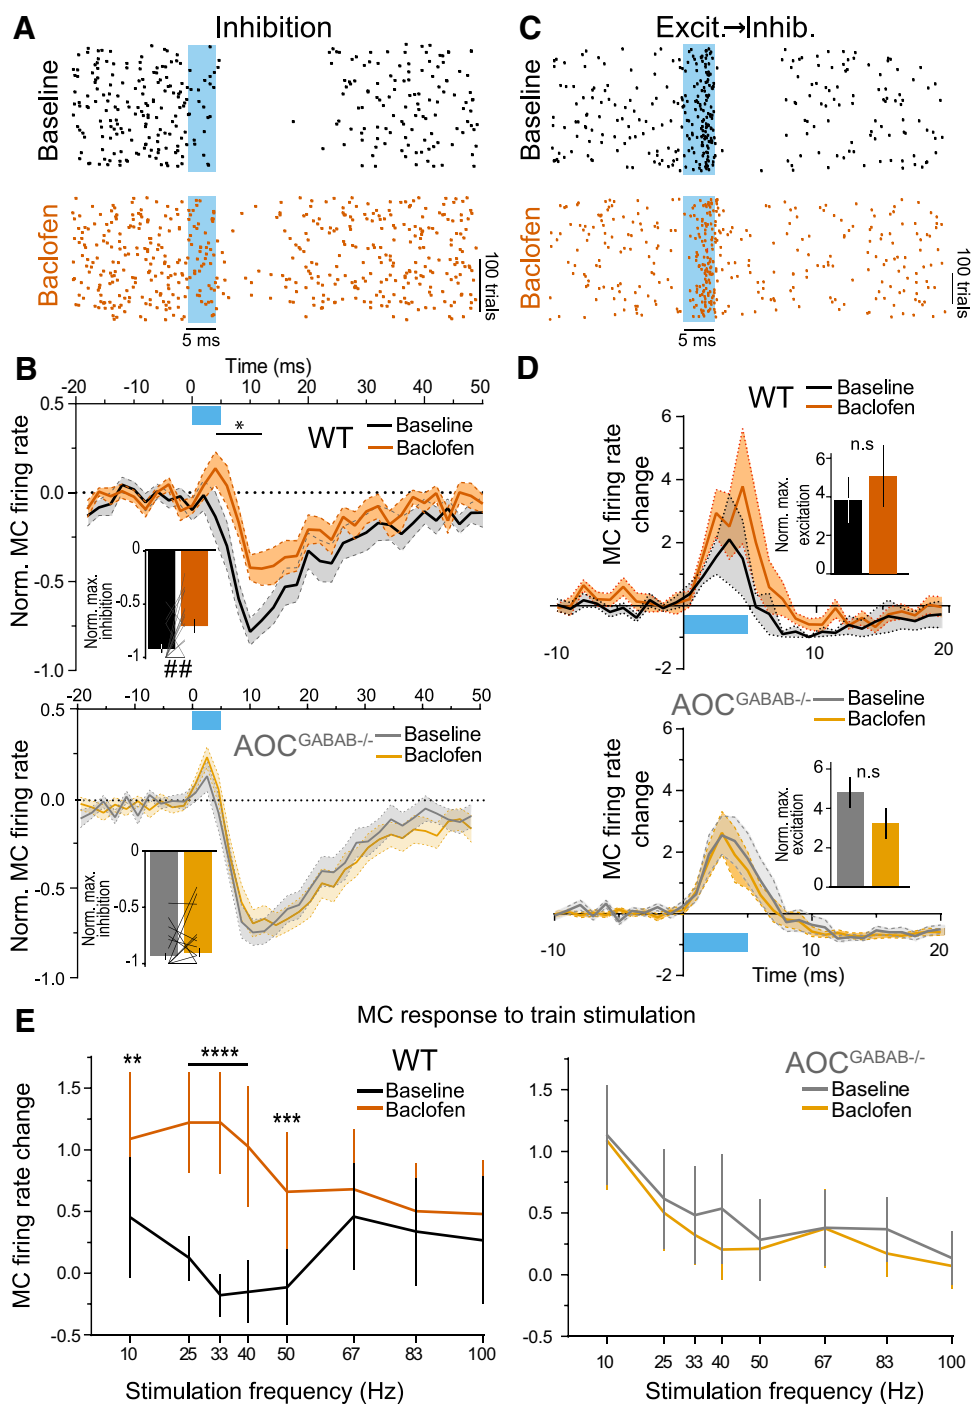 A Inhibition
Baseline
Baclofen
100 trials
5 ms
C Excit.→Inhib.
Baseline
Baclofen
100 trials
5 ms
B Time (ms)
-20 -10 0 10 20 30 40 50
WT
Baseline
Baclofen
*
Norm. MC firing rate
0.5
0.0
-0.5
-1.0
Norm. max. inhibition
0
-0.5
-1
##
-20 -10 0 10 20 30 40 50
AOC GABAB-/-
Baseline
Baclofen
Norm. MC firing rate
0.5
0.0
-0.5
-1.0
Norm. max. inhibition
0
-0.5
-1
D
WT
Baseline
Baclofen
MC firing rate change
6
4
2
-2
-10 10 20
Norm. max. excitation
6
4
2
0
n.s
AOC GABAB-/-
Baseline
Baclofen
MC firing rate change
6
4
2
-2
-10 10 20
Time (ms)
Norm. max. excitation
6
4
2
0
n.s
E MC response to train stimulation
WT
Baseline
Baclofen
** **** ***
MC firing rate change
1.5
1.0
0.5
0.0
-0.5
10 25 33 40 50 67 83 100
Stimulation frequency (Hz)
AOC GABAB-/-
Baseline
Baclofen
1.5
1.0
0.5
0.0
-0.5
10 25 33 40 50 67 83 100
Stimulation frequency (Hz)